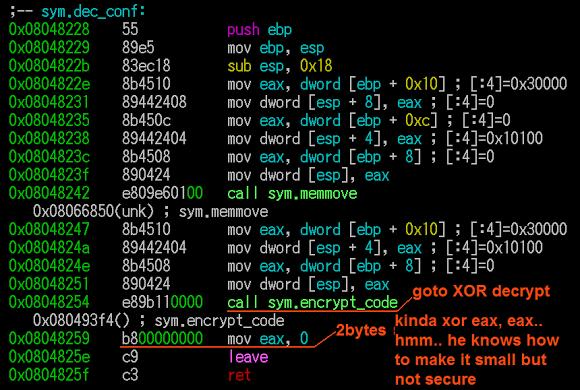 ;-- sym.dec_conf:
0x08048228 55 push ebp
0x08048229 89e5 mov ebp, esp
0x0804822b 83ec18 sub esp, 0x18
0x0804822e 8b4510 mov eax, dword [ebp + 0x10] ; [:4]=0x30000
0x08048231 89442408 mov dword [esp + 8], eax ; [:4]=0
0x08048235 8b450c mov eax, dword [ebp + 0xc] ; [:4]=0
0x08048238 89442404 mov dword [esp + 4], eax ; [:4]=0x10100
0x0804823c 8b4508 mov eax, dword [ebp + 8] ; [:4]=0
0x0804823f 890424 mov dword [esp], eax
0x08048242 e809e60100 call sym.memmove
0x08066850(unk) ; sym.memmove
0x08048247 8b4510 mov eax, dword [ebp + 0x10] ; [:4]=0x30000
0x0804824a 89442404 mov dword [esp + 4], eax ; [:4]=0x10100
0x0804824e 8b4508 mov eax, dword [ebp + 8] ; [:4]=0
0x08048251 890424 mov dword [esp], eax
0x08048254 e89b110000 call sym.encrypt_code
goto XOR decrypt
0x080493f4() ; sym.encrypt_code
0x08048259 b800000000 mov eax, 0
2bytes
0x0804825e c9 leave
0x0804825f c3 ret
kinda xor eax, eax..
hmm.. he knows how
to make it small but
not secure